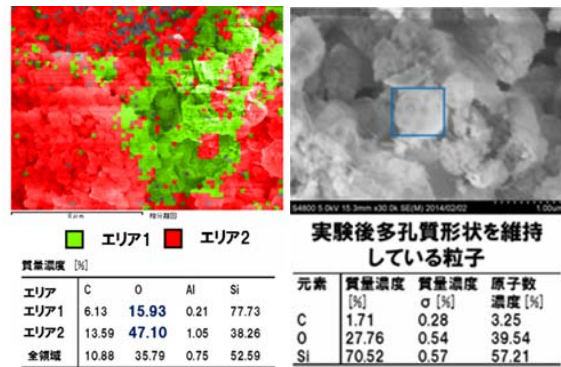 エリア1 エリア2
質量濃度 [%]
エリア C O Al Si
エリア1 6.13 15.93 0.21 77.73
エリア2 13.59 47.10 1.05 38.26
全領域 10.88 35.79 0.75 52.59
S4800 5.0kV 15.3mm x30.0k SE(M) 2014/02/02 1.00um
実験後多孔質形状を維持
している粒子
元素 質量濃度 質量濃度 原子数
[%] σ [%] 濃度 [%]
C 1.71 0.28 3.25
O 27.76 0.54 39.54
Si 70.52 0.57 57.21